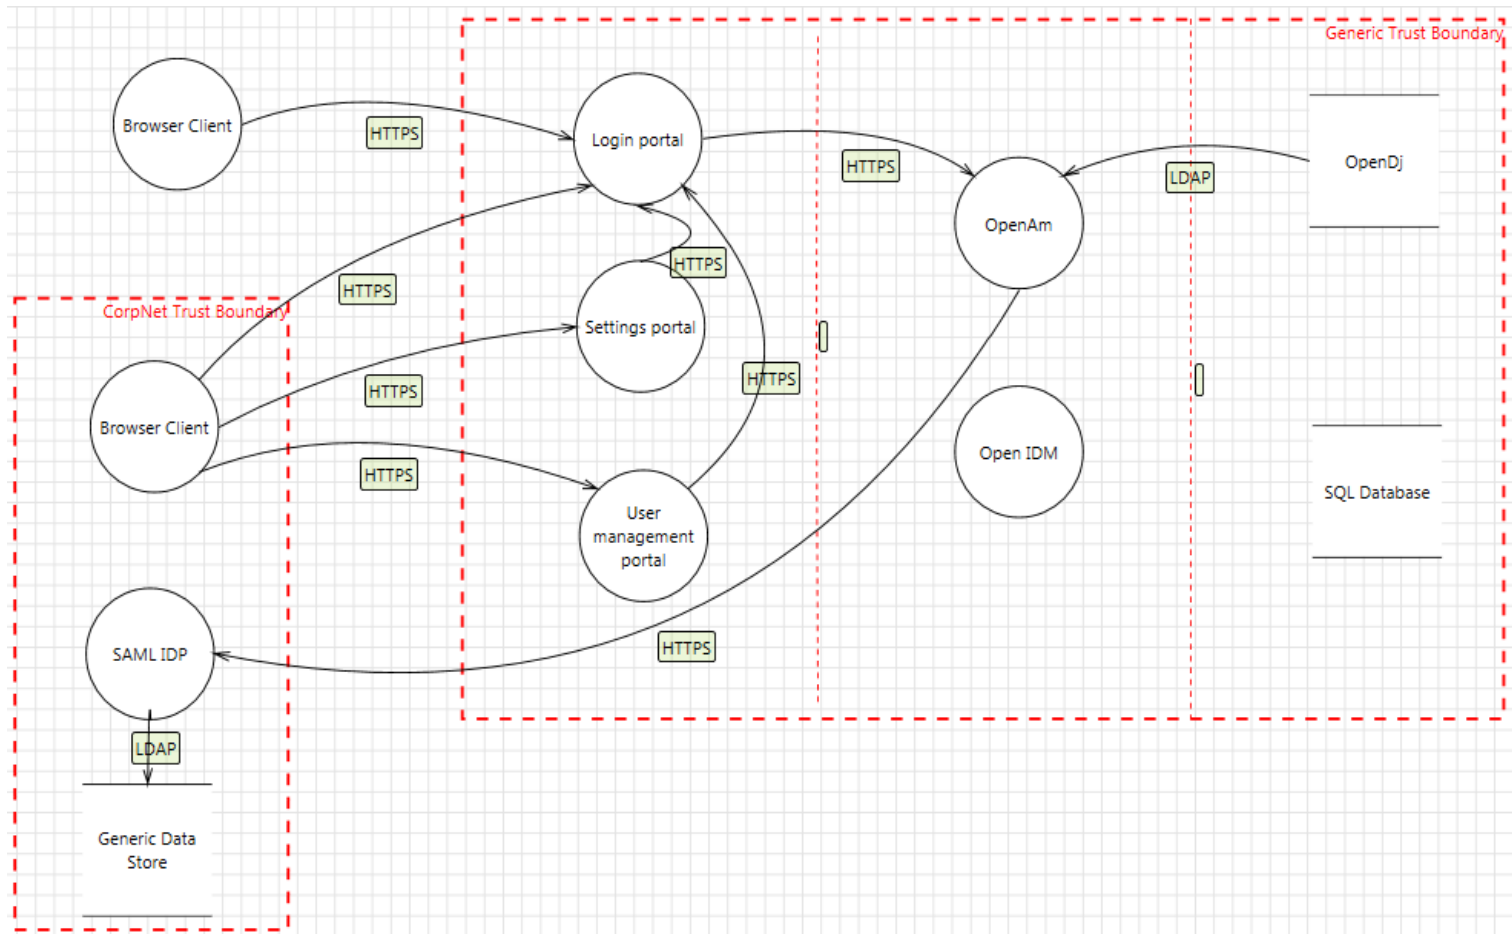 Generic Trust Boundary
Browser Client
HTTPS
Login portal
HTTPS
OpenAm
LDAP
OpenDj
HTTPS
HTTPS
CorpNet Trust Boundary
Settings portal
Browser Client
HTTPS
HTTPS
HTTPS
Open IDM
SQL Database
User
management
portal
SAML IDP
HTTPS
LDAP
Generic Data
Store